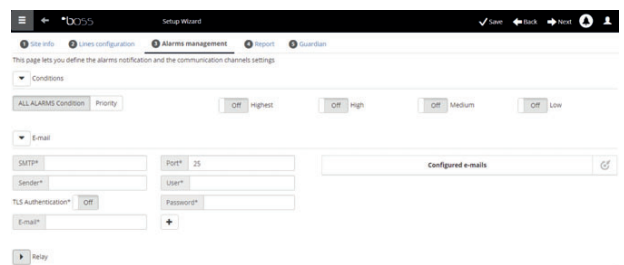 boss Setup Wizard Save Back Next
1 Site info 2 Lines configuration 3 Alarms management 4 Report 5 Guardian
This page lets you define the alarms notification and the communication channels settings
Conditions
ALL ALARMS Condition Priority Off Highest Off High Off Medium Off Low
E-mail
SMTP* Port* 25 Configured e-mails
Sender* User*
TLS Authentication* Off Password*
E-mail* +
Relay